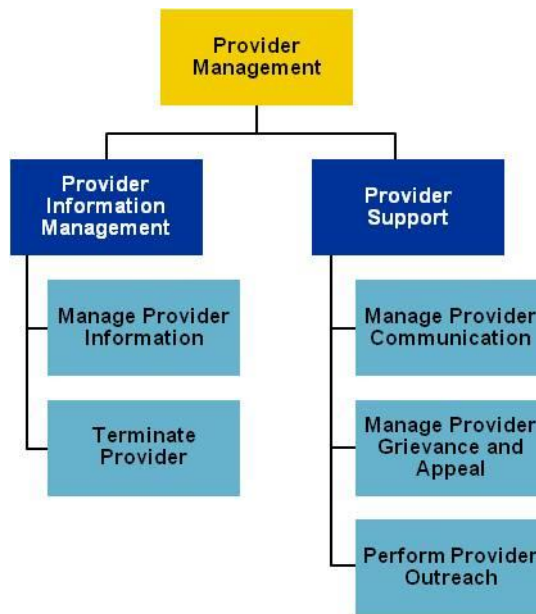 Provider
Management
Provider
Information
Management
Provider
Support
Manage Provider
Information
Terminate
Provider
Manage Provider
Communication
Manage Provider
Grievance and
Appeal
Perform Provider
Outreach